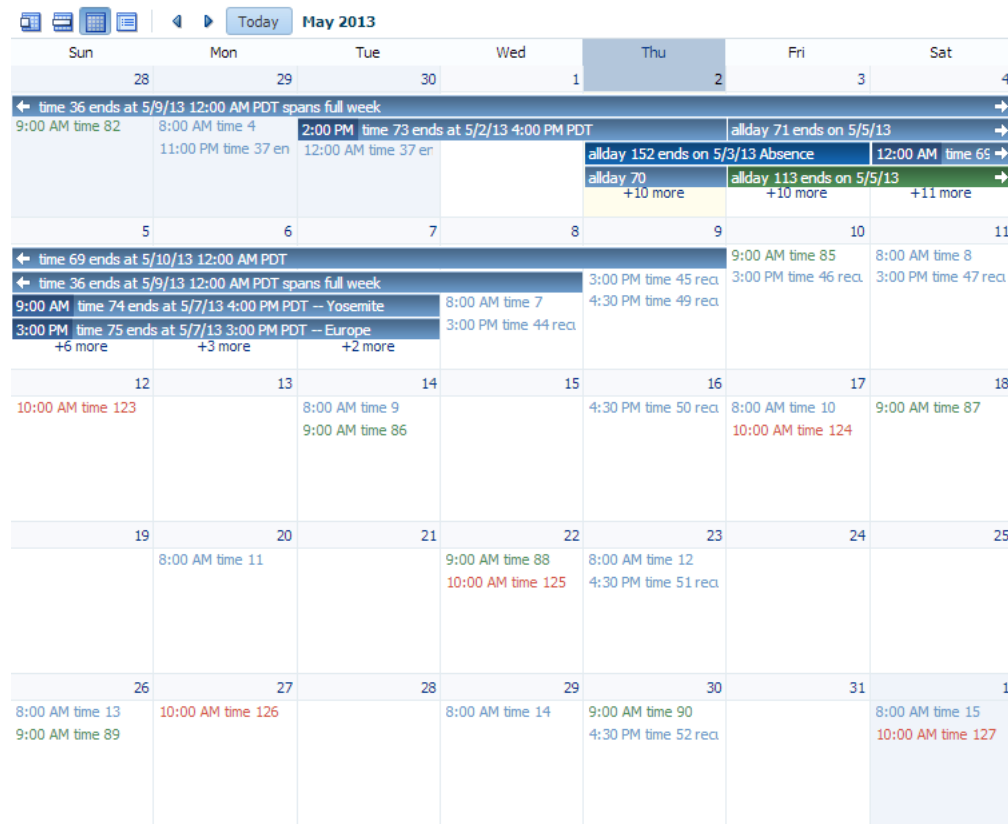 Today May 2013
Sun Mon Tue Wed Thu Fri Sat
28 29 30 1 2 3 4
time 36 ends at 5/9/13 12:00 AM PDT spans full week
9:00 AM time 82 8:00 AM time 4 2:00 PM time 73 ends at 5/2/13 4:00 PM PDT allday 71 ends on 5/5/13
11:00 PM time 37 en 12:00 AM time 37 er allday 152 ends on 5/3/13 Absence 12:00 AM time 69
allday 70 allday 113 ends on 5/5/13
+10 more +10 more +11 more
5 6 7 8 9 10 11
time 69 ends at 5/10/13 12:00 AM PDT 9:00 AM time 85 8:00 AM time 8
time 36 ends at 5/9/13 12:00 AM PDT spans full week 3:00 PM time 45 recu 3:00 PM time 46 recu 3:00 PM time 47 recu
9:00 AM time 74 ends at 5/7/13 4:00 PM PDT -- Yosemite 8:00 AM time 7 4:30 PM time 49 recu
3:00 PM time 75 ends at 5/7/13 3:00 PM PDT -- Europe 3:00 PM time 44 recu
+6 more +3 more +2 more
12 13 14 15 16 17 18
10:00 AM time 123 8:00 AM time 9 4:30 PM time 50 recu 8:00 AM time 10 9:00 AM time 87
9:00 AM time 86 10:00 AM time 124
19 20 21 22 23 24 25
8:00 AM time 11 9:00 AM time 88 8:00 AM time 12
10:00 AM time 125 4:30 PM time 51 recu
26 27 28 29 30 31 1
8:00 AM time 13 10:00 AM time 126 8:00 AM time 14 9:00 AM time 90 8:00 AM time 15
9:00 AM time 89 4:30 PM time 52 recu 10:00 AM time 127